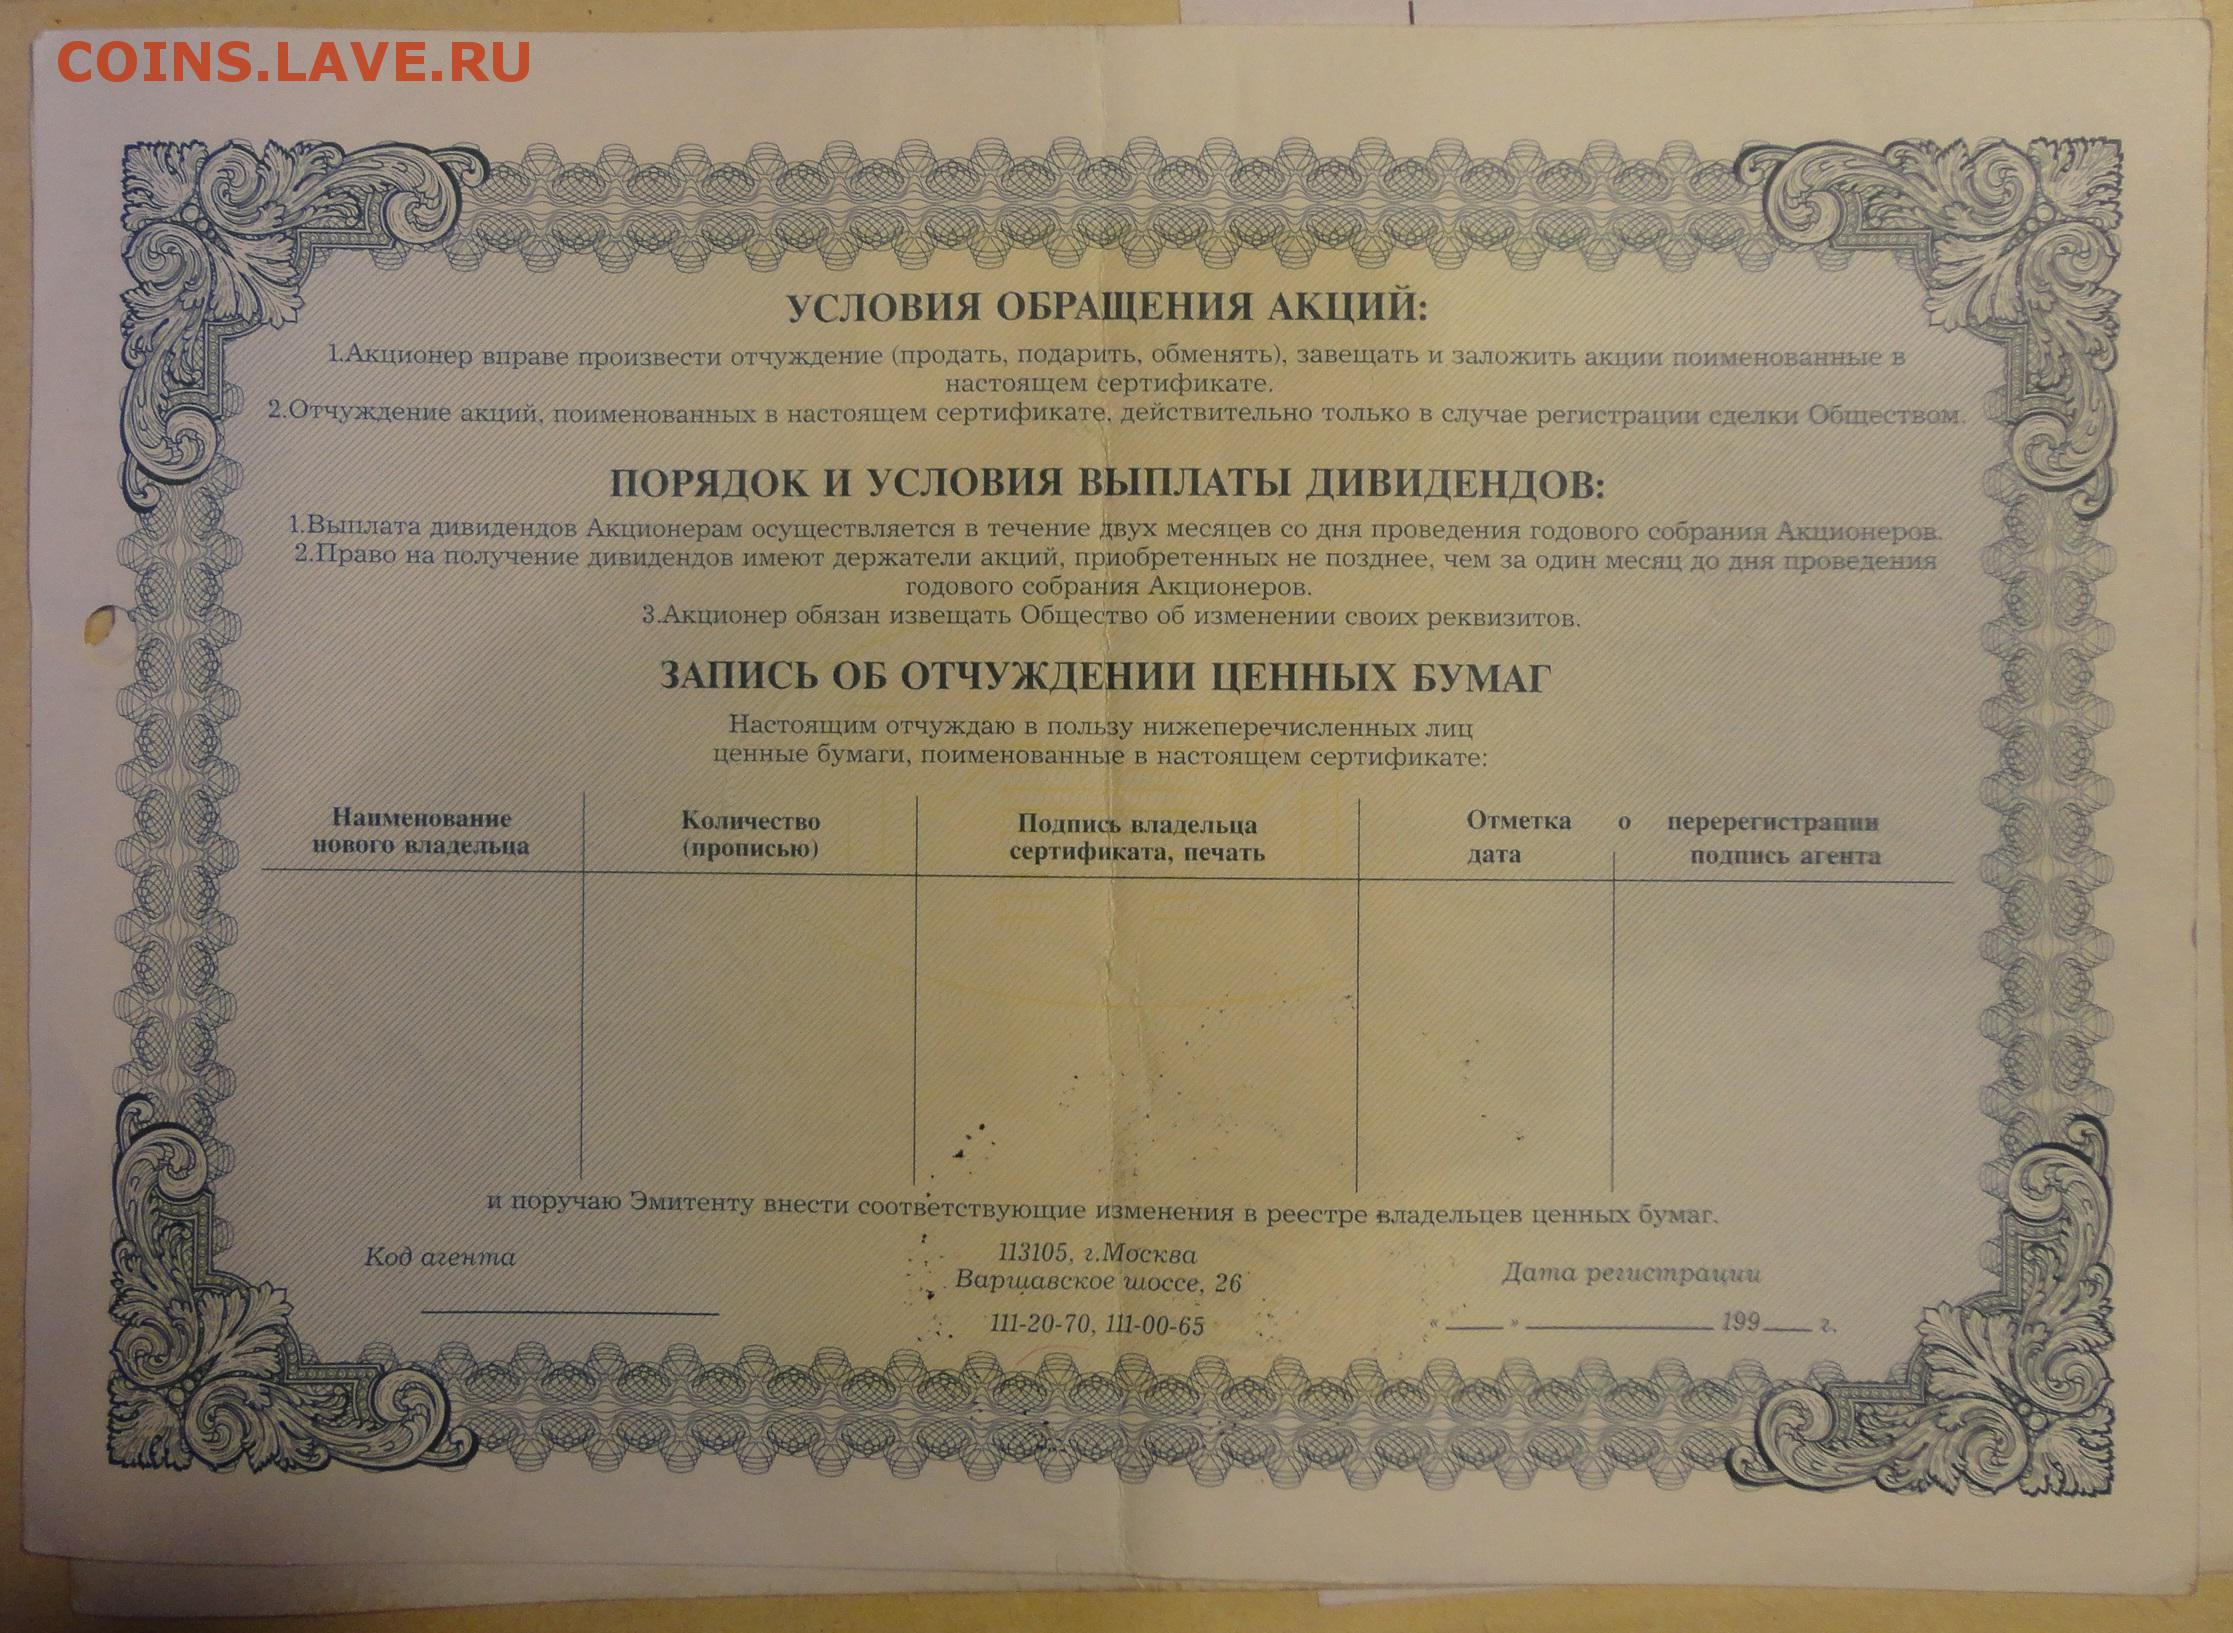 COINS.LAVE.RU
УСЛОВИЯ ОБРАЩЕНИЯ АКЦИЙ:
1.Акционер вправе произвести отчуждение (продать, подарить, обменять), завещать и заложить акции поименованные в
настоящем сертификате.
2.Отчуждение акций, поименованных в настоящем сертификате, действительно только в случае регистрации сделки Обществом.
ПОРЯДОК И УСЛОВИЯ ВЫПЛАТЫ ДИВИДЕНДОВ:
1.Выплата дивидендов Акционерам осуществляется в течение двух месяцев со дня проведения годового собрания Акционеров.
2.Право на получение дивидендов имеют держатели акций, приобретенных не позднее, чем за один месяц до дня проведения
годового собрания Акционеров.
3.Акционер обязан извещать Общество об изменении своих реквизитов.
ЗАПИСЬ ОБ ОТЧУЖДЕНИИ ЦЕННЫХ БУМАГ
Настоящим отчуждаю в пользу нижеперечисленных лиц
ценные бумаги, поименованные в настоящем сертификате:
Наименование
нового владельца
Количество
(прописью)
Подпись владельца
сертификата, печать
Отметка о перерегистрации
дата подпись агента
и поручаю Эмитенту внести соответствующие изменения в реестре владельцев ценных бумаг.
Код агента
113105, г.Москва
Варшавское шоссе, 26
111-20-70, 111-00-65
Дата регистрации
«____» ____________ 199___ г.